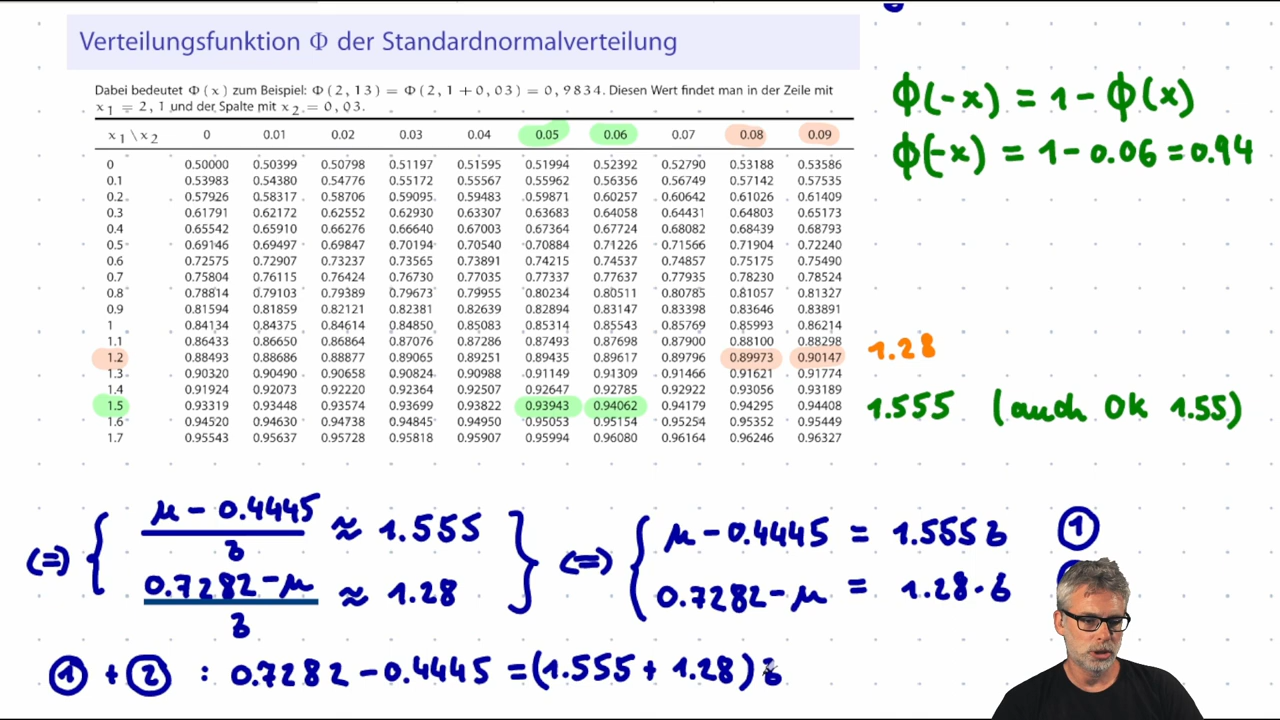 Verteilungsfunktion Φ der Standardnormalverteilung
Φ(-x) = 1 - Φ(x)
Dabei bedeutet Φ(x) zum Beispiel: Φ(2,13) = Φ(2,1+0,03) = 0,9834. Diesen Wert findet man in der Zeile mit
x₁ = 2,1 und der Spalte mit x₂ = 0,03.
Φ(-x) = 1 - 0.06 = 0.94
x₁ \ x₂ 0 0.01 0.02 0.03 0.04 0.05 0.06 0.07 0.08 0.09
0 0.50000 0.50399 0.50798 0.51197 0.51595 0.51994 0.52392 0.52790 0.53188 0.53586
0.1 0.53983 0.54380 0.54776 0.55172 0.55567 0.55962 0.56356 0.56749 0.57142 0.57535
0.2 0.57926 0.58317 0.58706 0.59095 0.59483 0.59871 0.60257 0.60642 0.61026 0.61409
0.3 0.61791 0.62172 0.62552 0.62930 0.63307 0.63683 0.64058 0.64431 0.64803 0.65173
0.4 0.65542 0.65910 0.66276 0.66640 0.67003 0.67364 0.67724 0.68082 0.68439 0.68793
0.5 0.69146 0.69497 0.69847 0.70194 0.70540 0.70884 0.71226 0.71566 0.71904 0.72240
0.6 0.72575 0.72907 0.73237 0.73565 0.73891 0.74215 0.74537 0.74857 0.75175 0.75490
0.7 0.75804 0.76115 0.76424 0.76730 0.77035 0.77337 0.77637 0.77935 0.78230 0.78524
0.8 0.78814 0.79103 0.79389 0.79673 0.79955 0.80234 0.80511 0.80785 0.81057 0.81327
0.9 0.81594 0.81859 0.82121 0.82381 0.82639 0.82894 0.83147 0.83398 0.83646 0.83891
1 0.84134 0.84375 0.84614 0.84850 0.85083 0.85314 0.85543 0.85769 0.85993 0.86214
1.1 0.86433 0.86650 0.86864 0.87076 0.87286 0.87493 0.87698 0.87900 0.88100 0.88298
1.2 0.88493 0.88686 0.88877 0.89065 0.89251 0.89435 0.89617 0.89796 0.89973 0.90147 1.28
1.3 0.90320 0.90490 0.90658 0.90824 0.90988 0.91149 0.91309 0.91466 0.91621 0.91774
1.4 0.91924 0.92073 0.92220 0.92364 0.92507 0.92647 0.92785 0.92922 0.93056 0.93189
1.5 0.93319 0.93448 0.93574 0.93699 0.93822 0.93943 0.94062 0.94179 0.94295 0.94408 1.555 (auch OK 1.55)
1.6 0.94520 0.94630 0.94738 0.94845 0.94950 0.95053 0.95154 0.95254 0.95352 0.95449
1.7 0.95543 0.95637 0.95728 0.95818 0.95907 0.95994 0.96080 0.96164 0.96246 0.96327
(=) { (μ - 0.4445)/σ ≈ 1.555 } (=) { μ - 0.4445 = 1.555 σ ①
(0.7282 - μ)/σ ≈ 1.28 0.7282 - μ = 1.28 · σ
① + ② : 0.7282 - 0.4445 = (1.555 + 1.28) σ